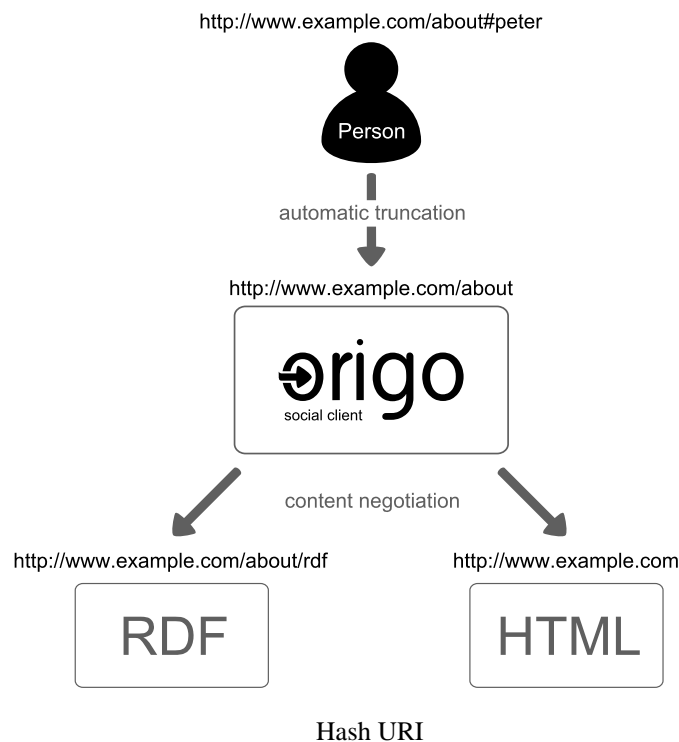 http://www.example.com/about#peter
Person
automatic truncation
http://www.example.com/about
origo
social client
content negotiation
http://www.example.com/about/rdf
http://www.example.com
RDF
HTML
Hash URI